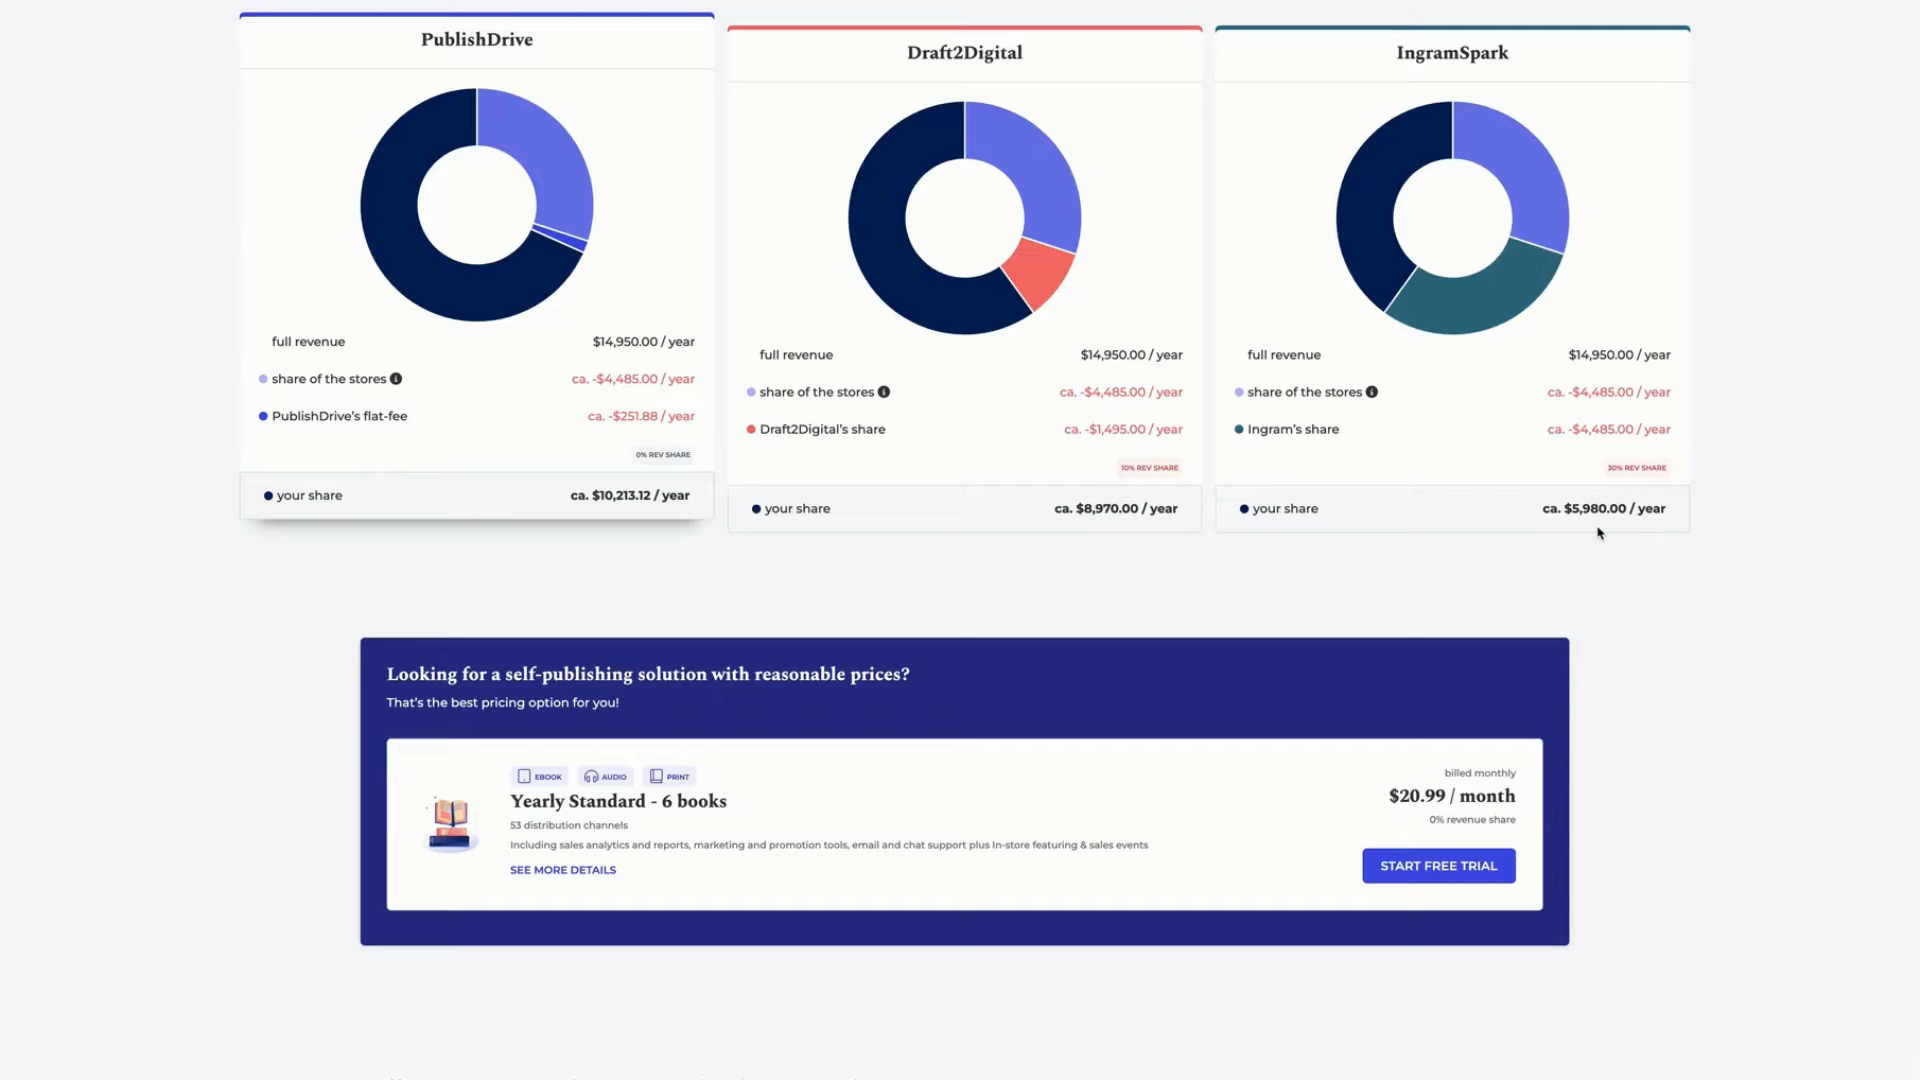 PublishDrive
full revenue $14,950.00 / year
share of the stores ca. -$4,485.00 / year
PublishDrive's flat-fee ca. -$251.88 / year
0% REV SHARE
your share ca. $10,213.12 / year
Draft2Digital
full revenue $14,950.00 / year
share of the stores ca. -$4,485.00 / year
Draft2Digital's share ca. -$1,495.00 / year
10% REV SHARE
your share ca. $8,970.00 / year
IngramSpark
full revenue $14,950.00 / year
share of the stores ca. -$4,485.00 / year
Ingram's share ca. -$4,485.00 / year
30% REV SHARE
your share ca. $5,980.00 / year
Looking for a self-publishing solution with reasonable prices?
That's the best pricing option for you!
EBOOK AUDIO PRINT
Yearly Standard - 6 books
53 distribution channels
Including sales analytics and reports, marketing and promotion tools, email and chat support plus In-store featuring & sales events
SEE MORE DETAILS
billed monthly
$20.99 / month
0% revenue share
START FREE TRIAL